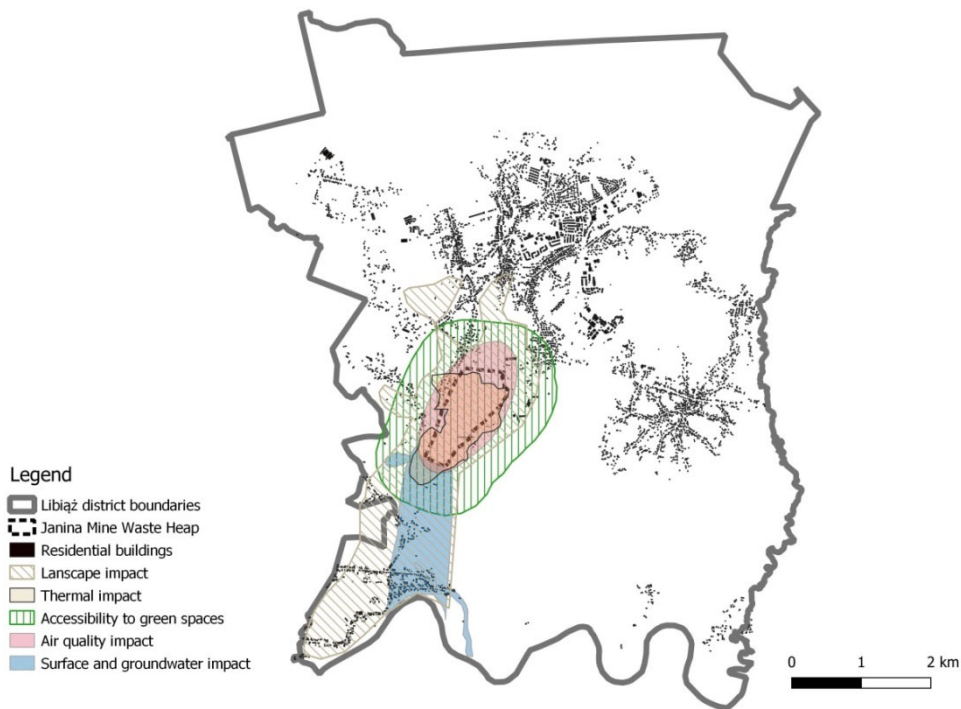 Legend
Libiąż district boundaries
Janina Mine Waste Heap
Residential buildings
Lanscape impact
Thermal impact
Accessibility to green spaces
Air quality impact
Surface and groundwater impact
0 1 2 km